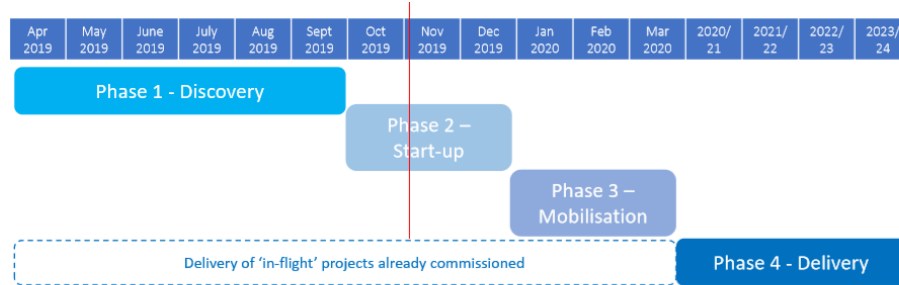 Apr May June July Aug Sept Oct Nov Dec Jan Feb Mar 2020/ 2021/ 2022/ 2023/
2019 2019 2019 2019 2019 2019 2019 2019 2019 2020 2020 2020 21 22 23 24
Phase 1 - Discovery
Phase 2 –
Start-up
Phase 3 –
Mobilisation
Delivery of ‘in-flight’ projects already commissioned
Phase 4 - Delivery